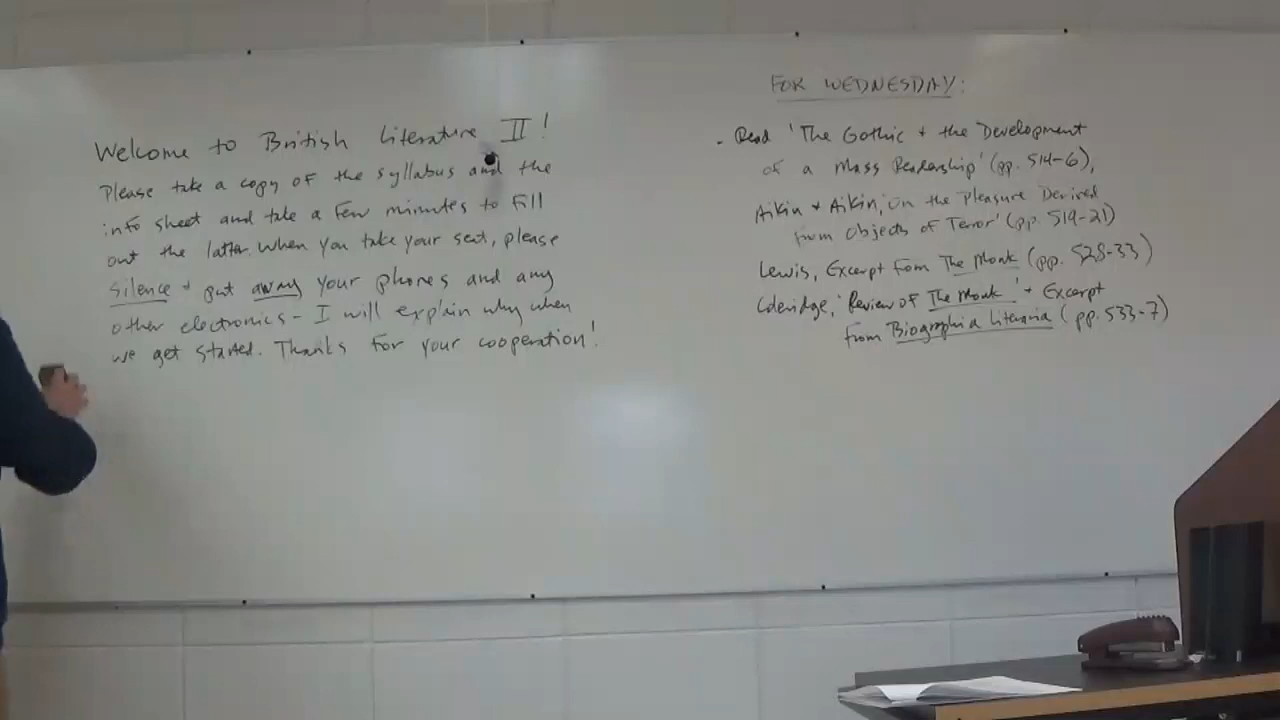 Welcome to British Literature II!
Please take a copy of the syllabus and the
info sheet and take a few minutes to fill
out the latter. When you take your seat, please
silence + put away your phones and any
other electronics - I will explain why when
we get started. Thanks for your cooperation!
FOR WEDNESDAY:
- Read 'The Gothic + the Development
of a Mass Readership' (pp. 514-6),
Aikin + Aikin, 'On the Pleasure Derived
from Objects of Terror' (pp. 519-21)
Lewis, Excerpt from The Monk (pp. 528-33)
Coleridge, 'Review of The Monk' + Excerpt
from Biographia Literaria (pp. 533-7)